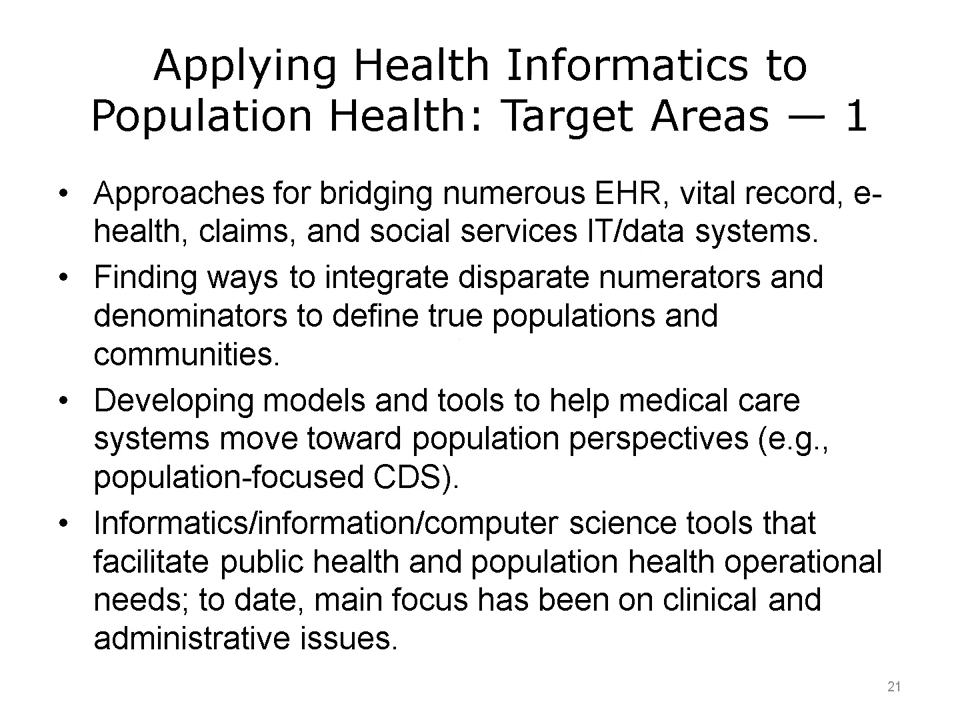 Applying Health Informatics to
Population Health: Target Areas — 1
• Approaches for bridging numerous EHR, vital record, e-
health, claims, and social services IT/data systems.
• Finding ways to integrate disparate numerators and
denominators to define true populations and
communities.
• Developing models and tools to help medical care
systems move toward population perspectives (e.g.,
population-focused CDS).
• Informatics/information/computer science tools that
facilitate public health and population health operational
needs; to date, main focus has been on clinical and
administrative issues.
21